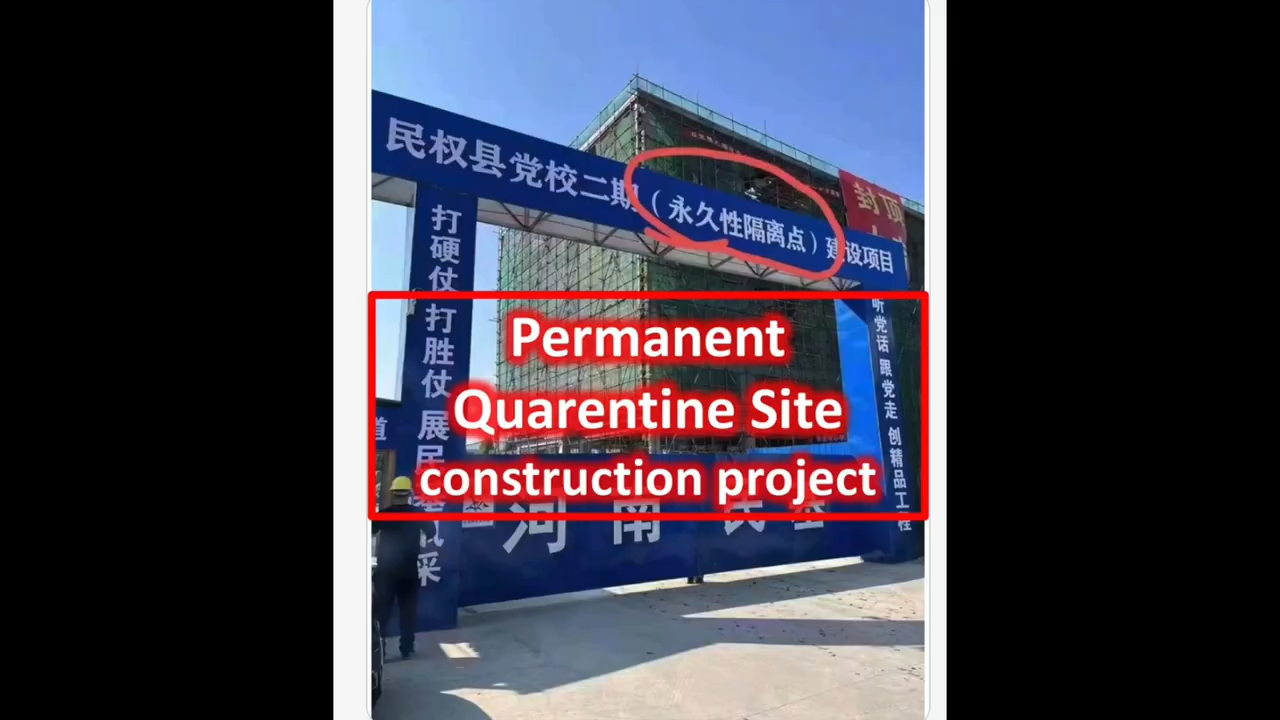 民权县党校二期（永久性隔离点）建设项目
封顶
打硬仗 打胜仗 展民
采
听党话 跟党走 创精品工程
道
Permanent
Quarentine Site
construction project
河南民